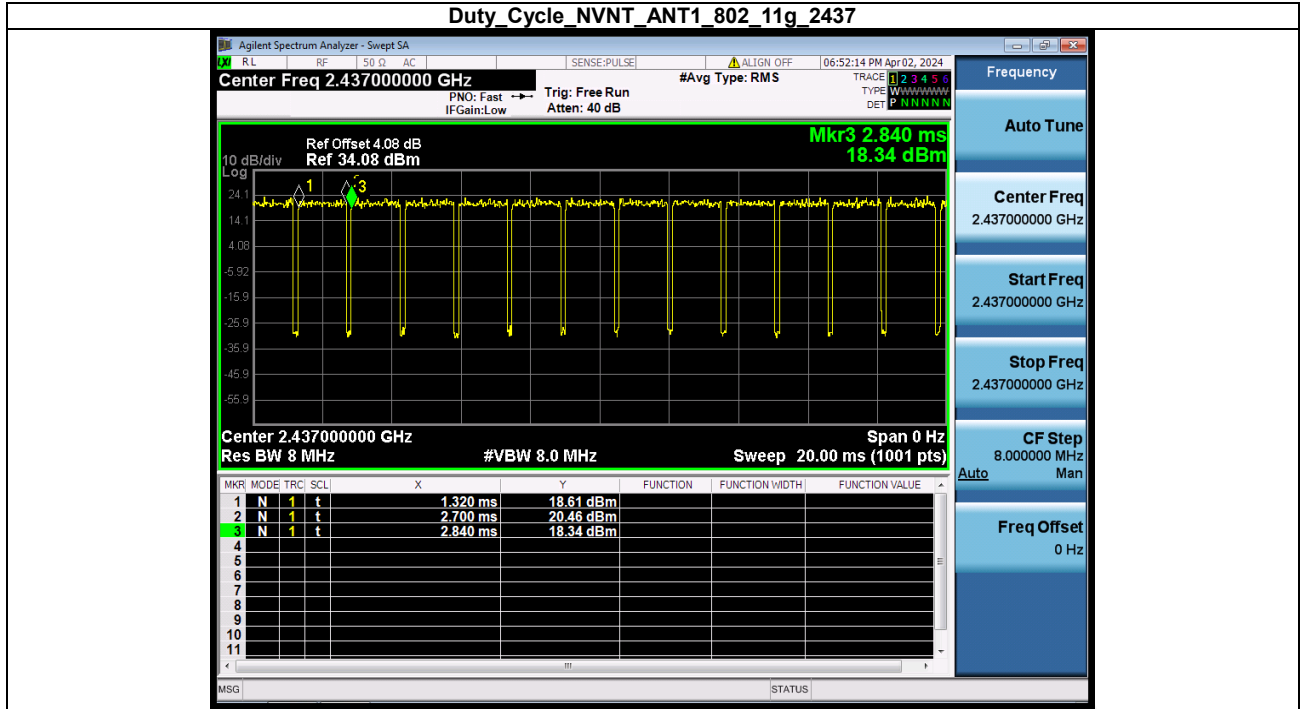 Duty_Cycle_NVNT_ANT1_802_11g_2437
Agilent Spectrum Analyzer - Swept SA
LXI RL RF 50 Ω AC SENSE:PULSE ALIGN OFF 06:52:14 PM Apr 02, 2024
Center Freq 2.437000000 GHz #Avg Type: RMS TRACE 1 2 3 4 5 6
PNO: Fast Trig: Free Run TYPE WWWWWW
IFGain:Low Atten: 40 dB DET P N N N N N
Frequency
Ref Offset 4.08 dB Mkr3 2.840 ms
10 dB/div Ref 34.08 dBm 18.34 dBm
Log
1 3
24.1
14.1
4.08
-5.92
-15.9
-25.9
-35.9
-45.9
-55.9
Center 2.437000000 GHz Span 0 Hz
Res BW 8 MHz #VBW 8.0 MHz Sweep 20.00 ms (1001 pts)
MKR MODE TRC SCL X Y FUNCTION FUNCTION WIDTH FUNCTION VALUE
1 N 1 t 1.320 ms 18.61 dBm
2 N 1 t 2.700 ms 20.46 dBm
3 N 1 t 2.840 ms 18.34 dBm
4
5
6
7
8
9
10
11
MSG STATUS
Auto Tune
Center Freq
2.437000000 GHz
Start Freq
2.437000000 GHz
Stop Freq
2.437000000 GHz
CF Step
8.000000 MHz
Auto Man
Freq Offset
0 Hz